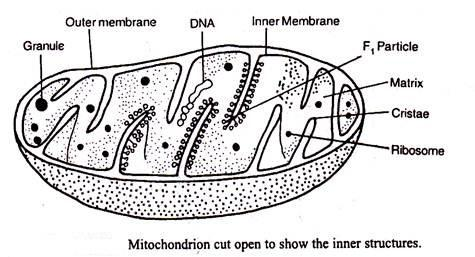 Outer membrane
DNA
Inner Membrane
Granule
F₁ Particle
Matrix
Cristae
Ribosome
Mitochondrion cut open to show the inner structures.